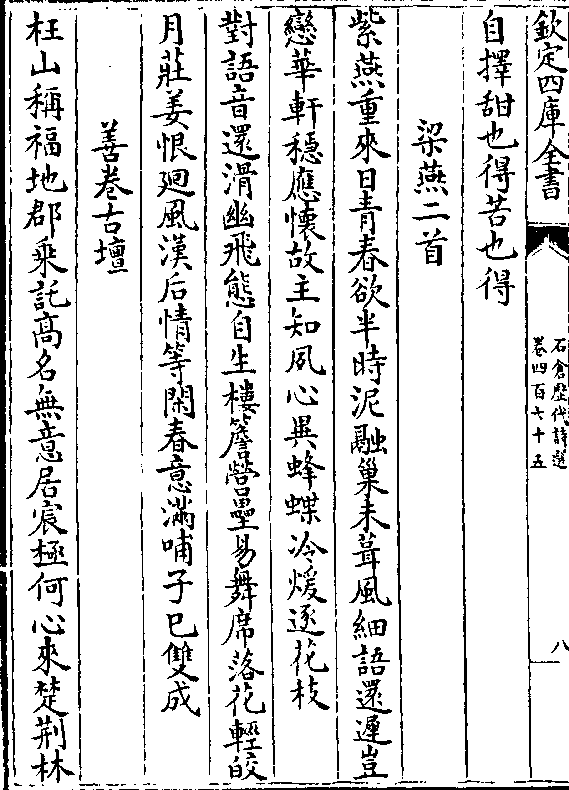 欽定四庫全書
石倉歷代詩選
卷四百七十五
八
自擇甜也得苦也得
梁燕二首
紫燕重來日青春欲半時泥融巢未葺風細語還遲豈
戀華軒穩應懷故主知夙心異蜂蝶冷煖逐花枝
對語音還滑幽飛態自生樓簷營壘易舞席落花輕皎
月莊姜恨廻風漢后情等閑春意滿哺子已雙成
善卷古壇
枉山稱福地郡乗託髙名無意居宸極何心來楚荆林